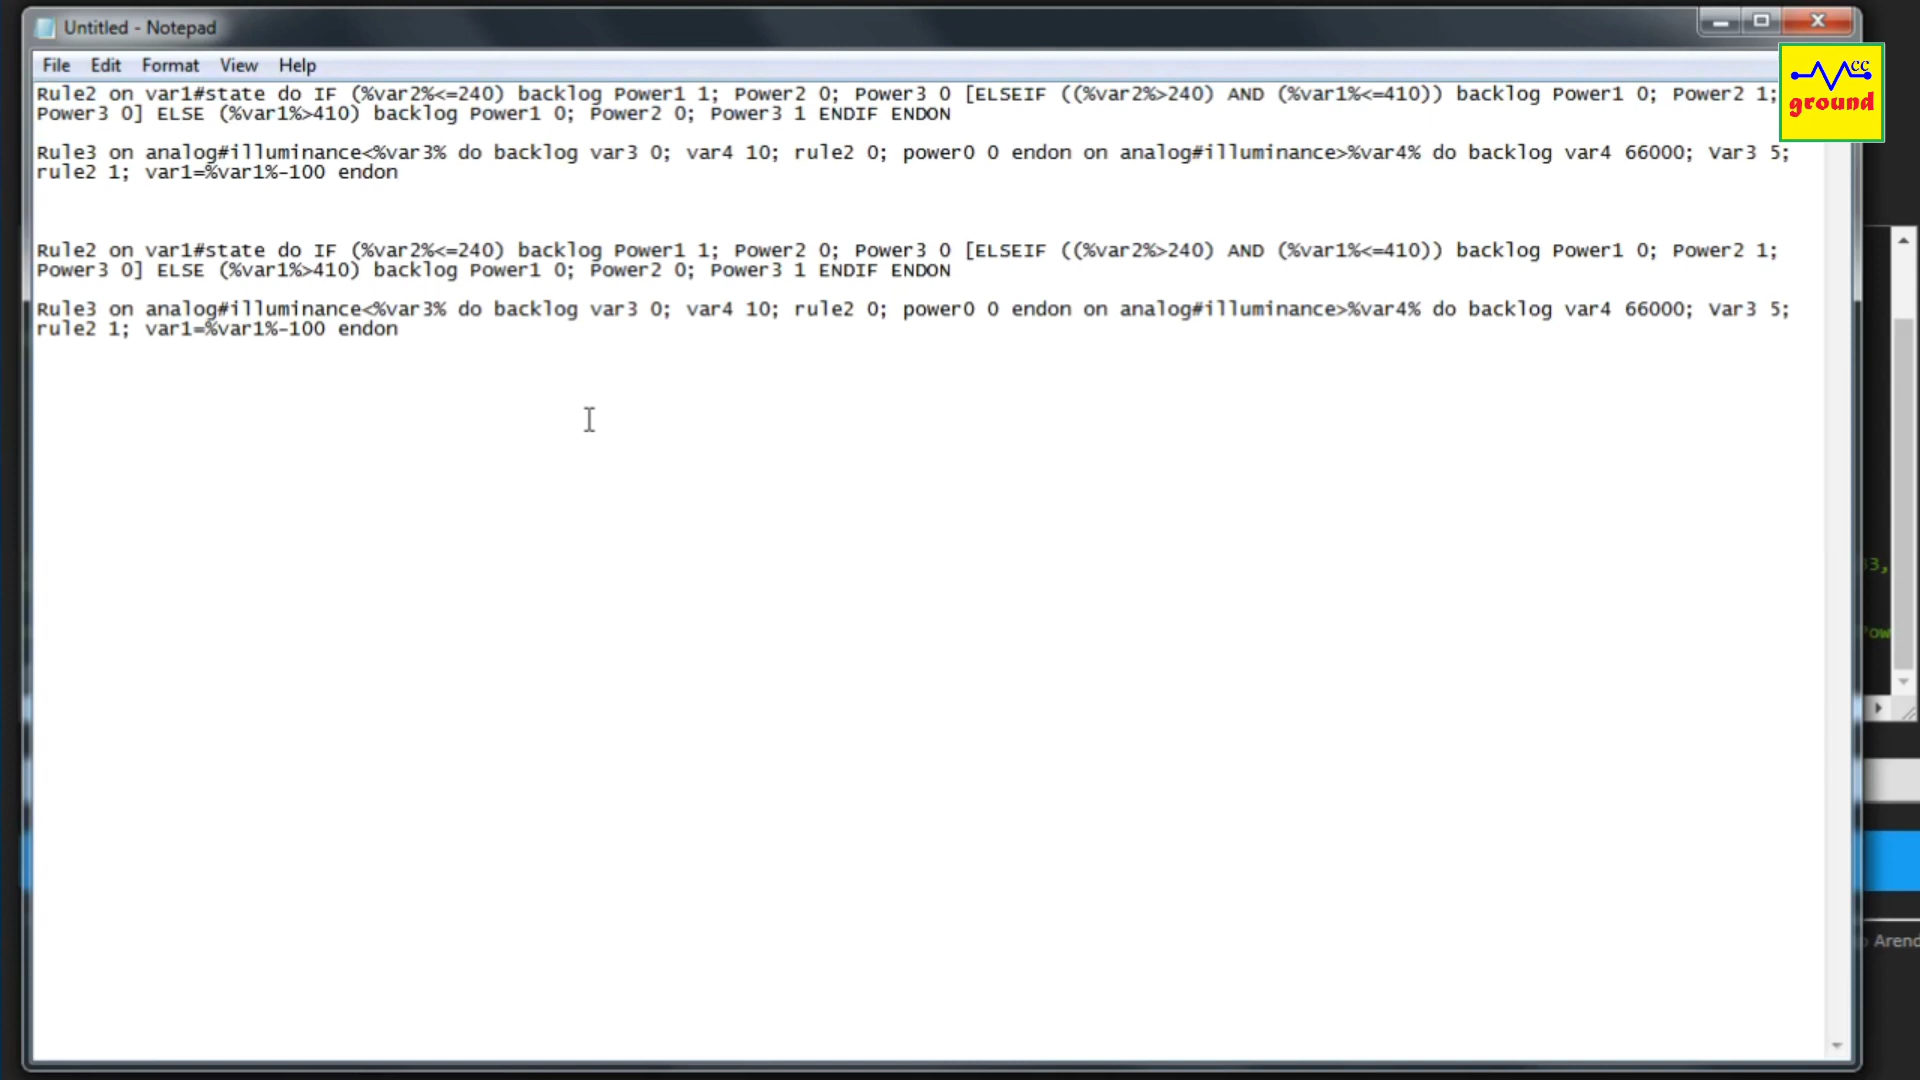 Untitled - Notepad
File Edit Format View Help
CC
ground
Rule2 on var1#state do IF (%var2%<=240) backlog Power1 1; Power2 0; Power3 0 [ELSEIF ((%var2%>240) AND (%var1%<=410)) backlog Power1 0; Power2 1;
Power3 0] ELSE (%var1%>410) backlog Power1 0; Power2 0; Power3 1 ENDIF ENDON
Rule3 on analog#illuminance<%var3% do backlog var3 0; var4 10; rule2 0; power0 0 endon on analog#illuminance>%var4% do backlog var4 66000; Var3 5;
rule2 1; var1=%var1%-100 endon
Rule2 on var1#state do IF (%var2%<=240) backlog Power1 1; Power2 0; Power3 0 [ELSEIF ((%var2%>240) AND (%var1%<=410)) backlog Power1 0; Power2 1;
Power3 0] ELSE (%var1%>410) backlog Power1 0; Power2 0; Power3 1 ENDIF ENDON
Rule3 on analog#illuminance<%var3% do backlog var3 0; var4 10; rule2 0; power0 0 endon on analog#illuminance>%var4% do backlog var4 66000; Var3 5;
rule2 1; var1=%var1%-100 endon
3,
Pow
Arend